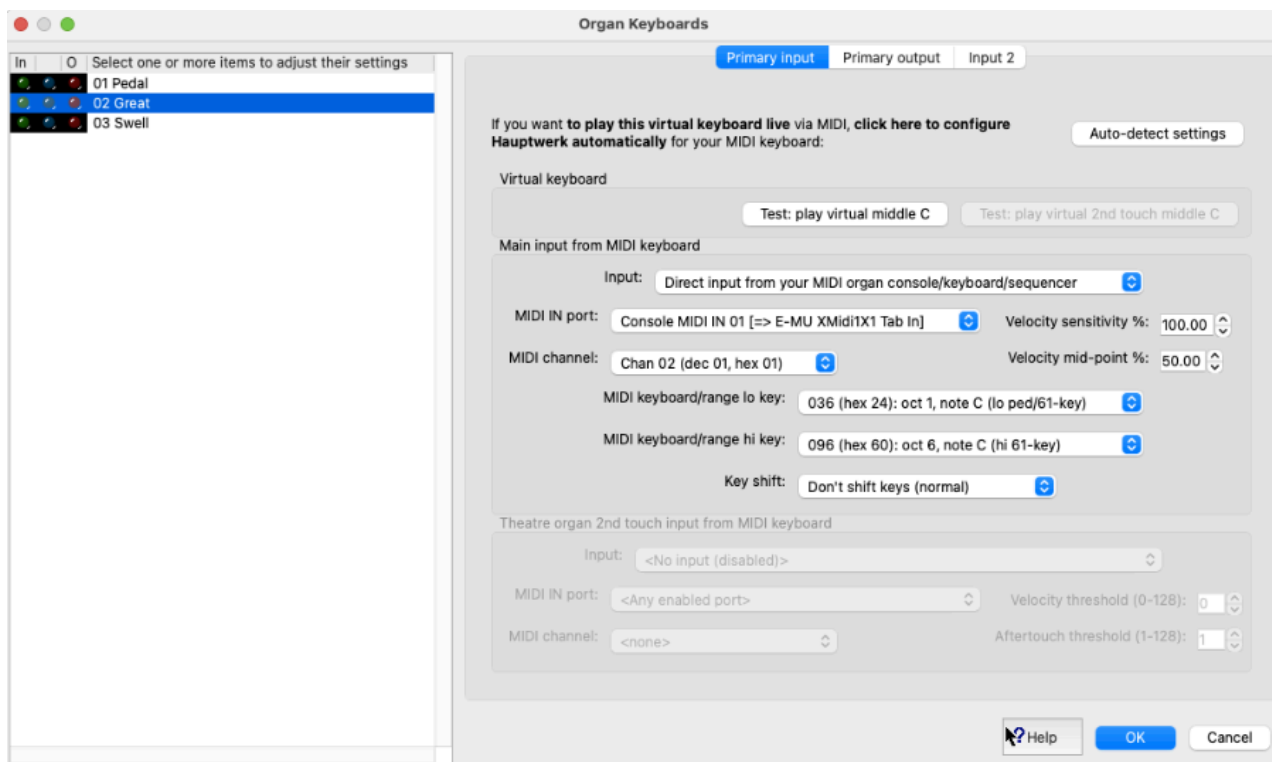 Organ Keyboards
In O Select one or more items to adjust their settings
01 Pedal
02 Great
03 Swell
Primary input Primary output Input 2
If you want to play this virtual keyboard live via MIDI, click here to configure
Hauptwerk automatically for your MIDI keyboard:
Auto-detect settings
Virtual keyboard
Test: play virtual middle C Test: play virtual 2nd touch middle C
Main input from MIDI keyboard
Input: Direct input from your MIDI organ console/keyboard/sequencer
MIDI IN port: Console MIDI IN 01 [=> E-MU XMidi1X1 Tab In] Velocity sensitivity %: 100.00
MIDI channel: Chan 02 (dec 01, hex 01) Velocity mid-point %: 50.00
MIDI keyboard/range lo key: 036 (hex 24): oct 1, note C (lo ped/61-key)
MIDI keyboard/range hi key: 096 (hex 60): oct 6, note C (hi 61-key)
Key shift: Don't shift keys (normal)
Theatre organ 2nd touch input from MIDI keyboard
Input: <No input (disabled)>
MIDI IN port: <Any enabled port> Velocity threshold (0-128): 0
MIDI channel: <none> Aftertouch threshold (1-128): 1
? Help OK Cancel